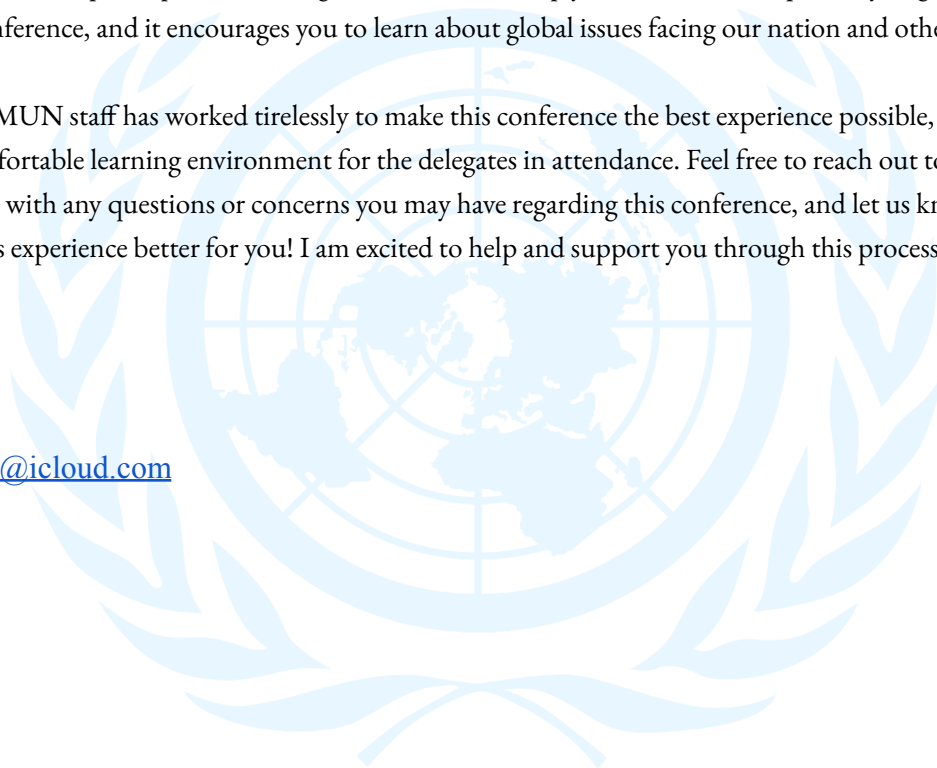 nference, and it encourages you to learn about global issues facing our nation and othe
MUN staff has worked tirelessly to make this conference the best experience possible,
fortable learning environment for the delegates in attendance. Feel free to reach out to
with any questions or concerns you may have regarding this conference, and let us kn
s experience better for you! I am excited to help and support you through this process
@icloud.com